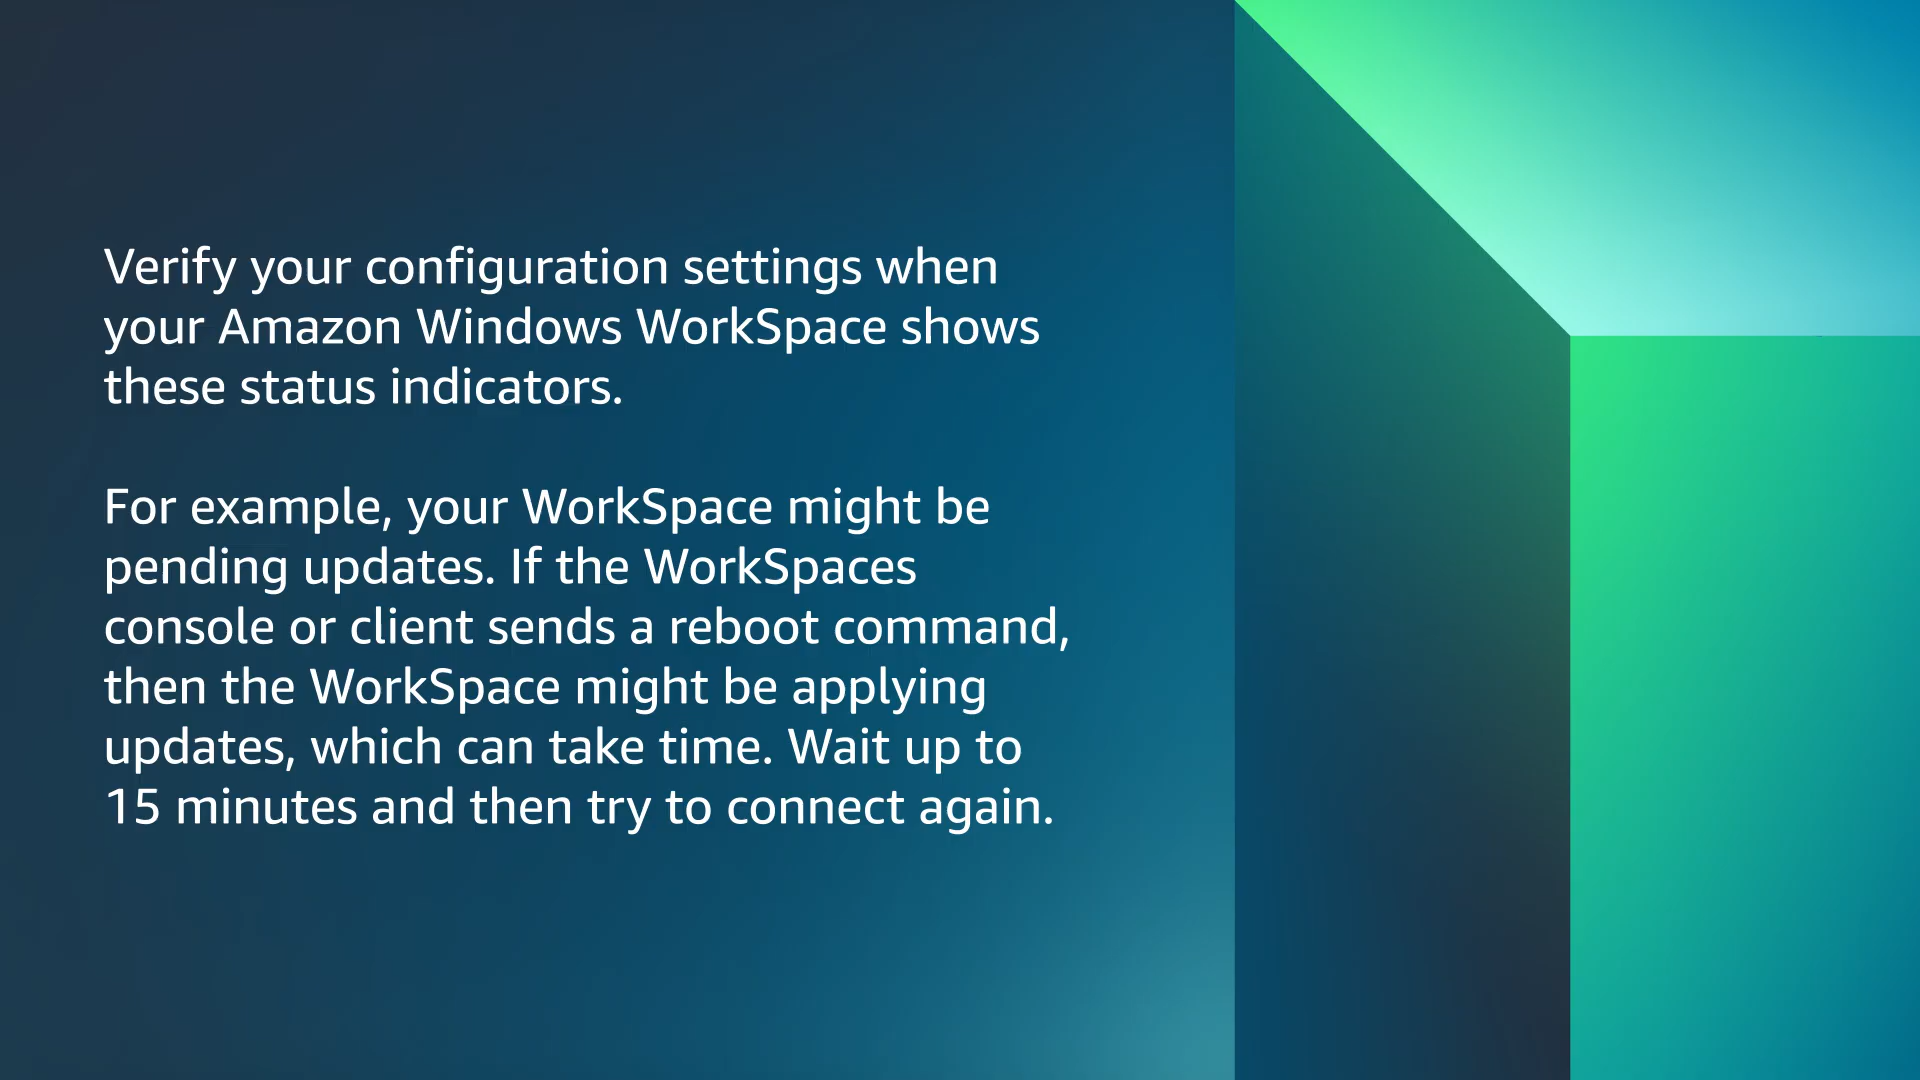 Verify your configuration settings when
your Amazon Windows WorkSpace shows
these status indicators.
For example, your WorkSpace might be
pending updates. If the WorkSpaces
console or client sends a reboot command,
then the WorkSpace might be applying
updates, which can take time. Wait up to
15 minutes and then try to connect again.